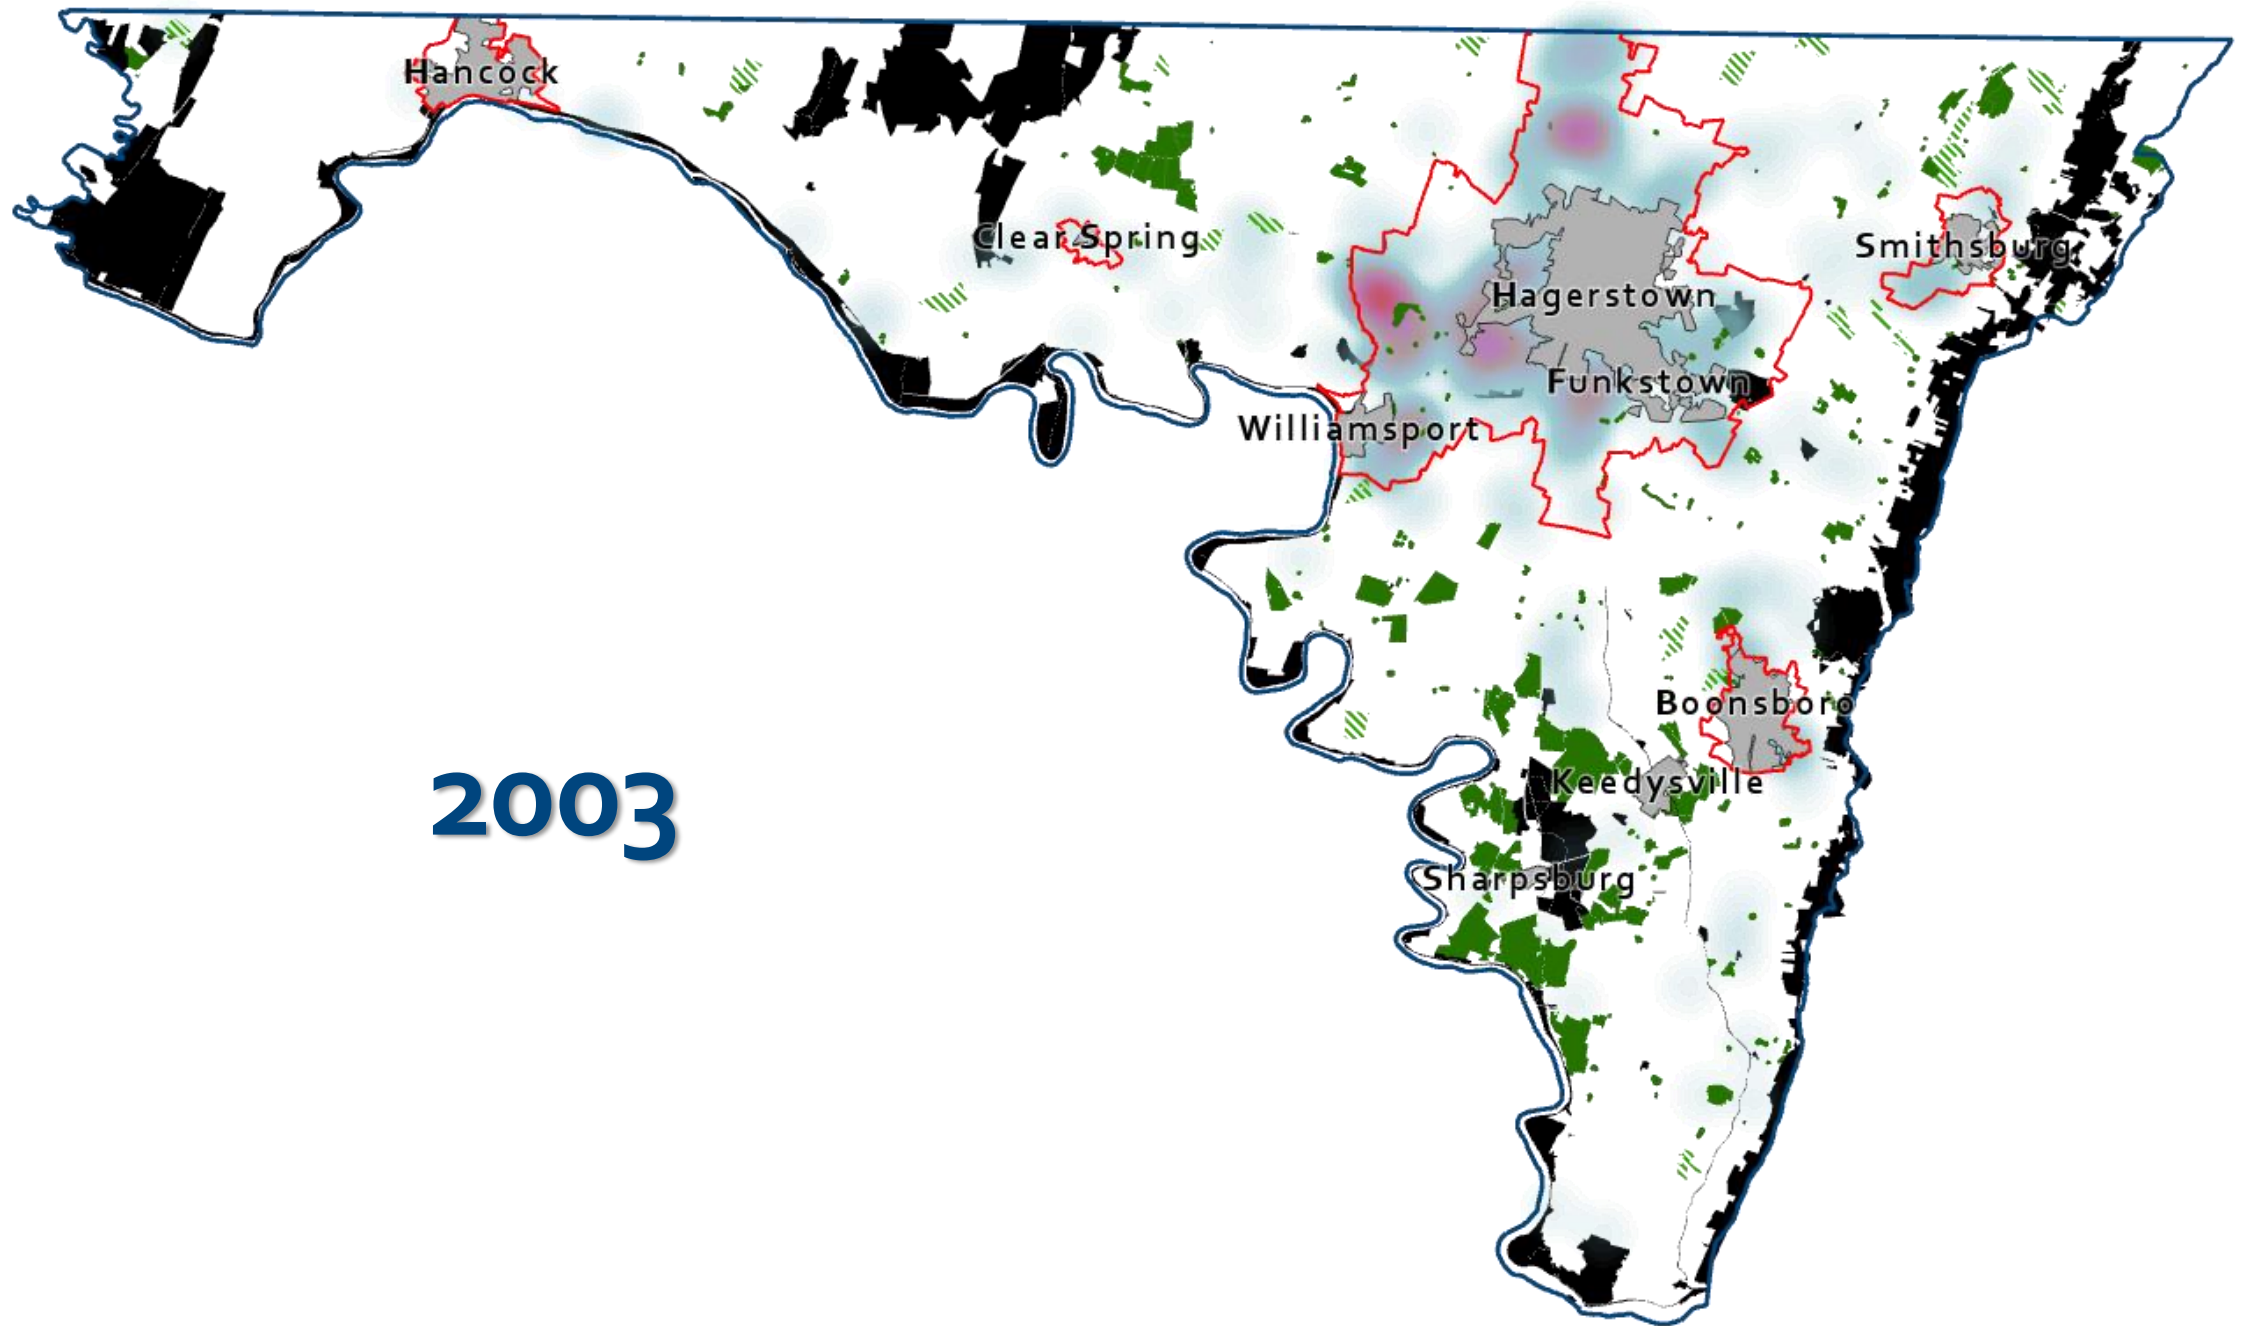 Hancock
Clear Spring
Smithsburg
Hagerstown
Funkstown
Williamsport
Boonsboro
Keedysville
2003
Sharpsburg